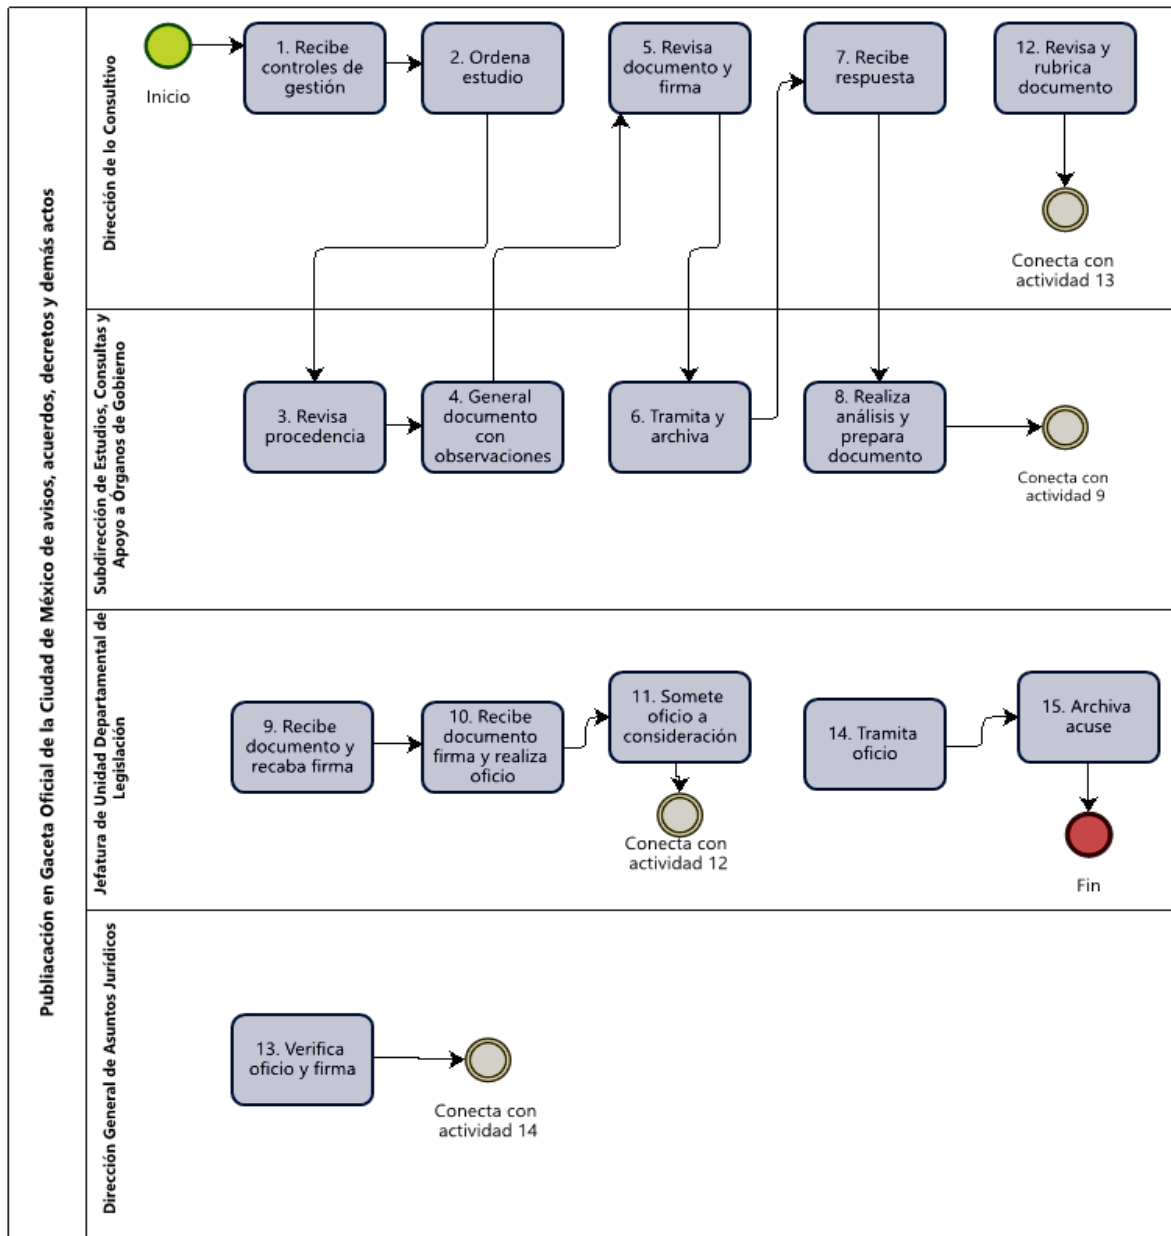 Publiacación en Gaceta Oficial de la Ciudad de México de avisos, acuerdos, decretos y demás actos
Dirección de lo Consultivo
Inicio
1. Recibe
controles de
gestión
2. Ordena
estudio
5. Revisa
documento y
firma
7. Recibe
respuesta
12. Revisa y
rubrica
documento
Conecta con
actividad 13
Subdirección de Estudios, Consultas y
Apoyo a Órganos de Gobierno
3. Revisa
procedencia
4. General
documento
con
observaciones
6. Tramita y
archiva
8. Realiza
análisis y
prepara
documento
Conecta con
actividad 9
Jefatura de Unidad Departamental de
Legislación
9. Recibe
documento y
recaba firma
10. Recibe
documento
firma y realiza
oficio
11. Somete
oficio a
consideración
Conecta con
actividad 12
14. Tramita
oficio
15. Archiva
acuse
Fin
Dirección General de Asuntos Jurídicos
13. Verifica
oficio y firma
Conecta con
actividad 14